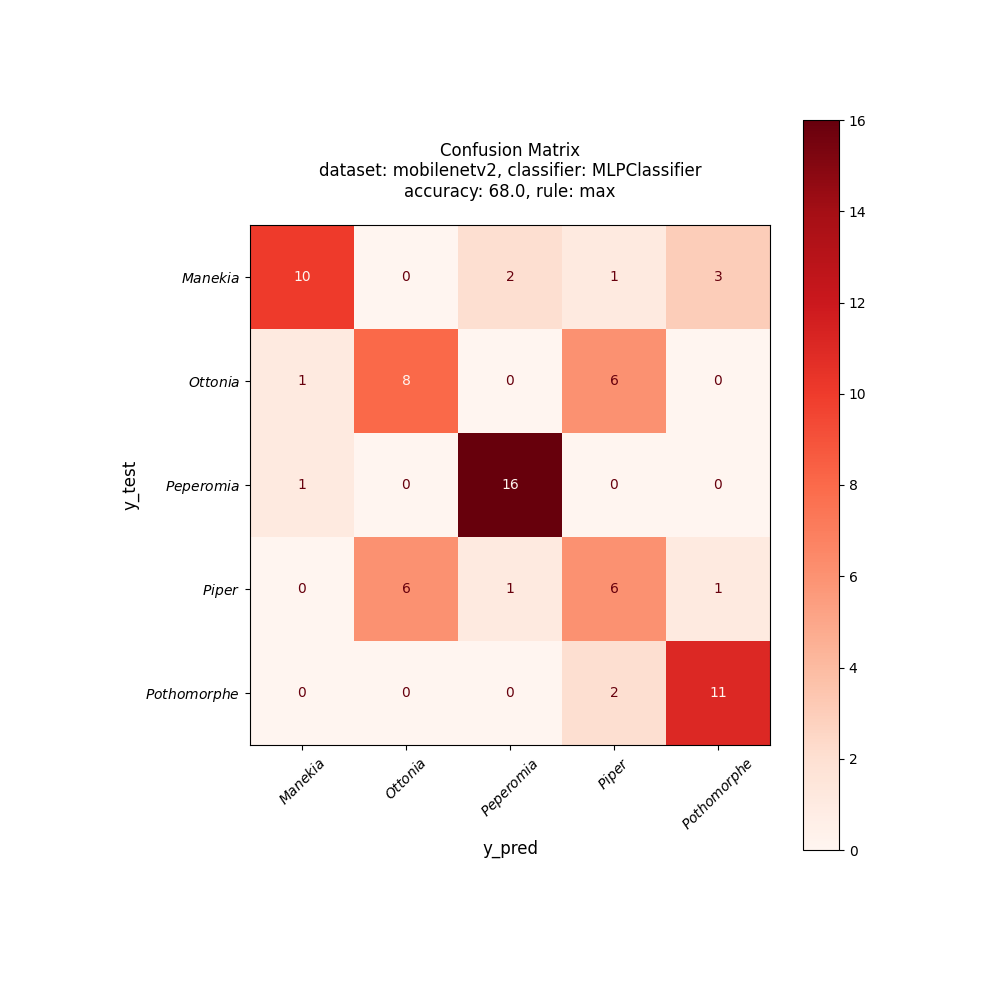 Confusion Matrix
dataset: mobilenetv2, classifier: MLPClassifier
accuracy: 68.0, rule: max
Manekia 10 0 2 1 3
Ottonia 1 8 0 6 0
Peperomia 1 0 16 0 0
Piper 0 6 1 6 1
Pothomorphe 0 0 0 2 11
y_test
Manekia Ottonia Peperomia Piper Pothomorphe
y_pred
16
14
12
10
8
6
4
2
0